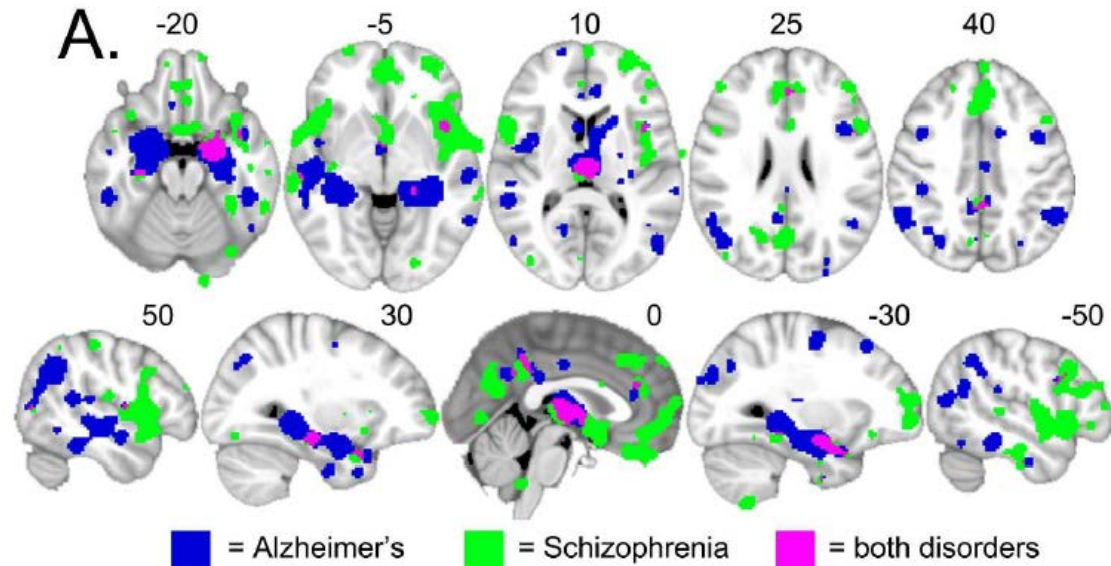 A.
-20 -5 10 25 40
50 30 0 -30 -50
= Alzheimer's = Schizophrenia = both disorders